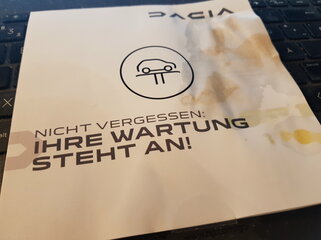 DACIA
NICHT VERGESSEN:
IHRE WARTUNG
STEHT AN!